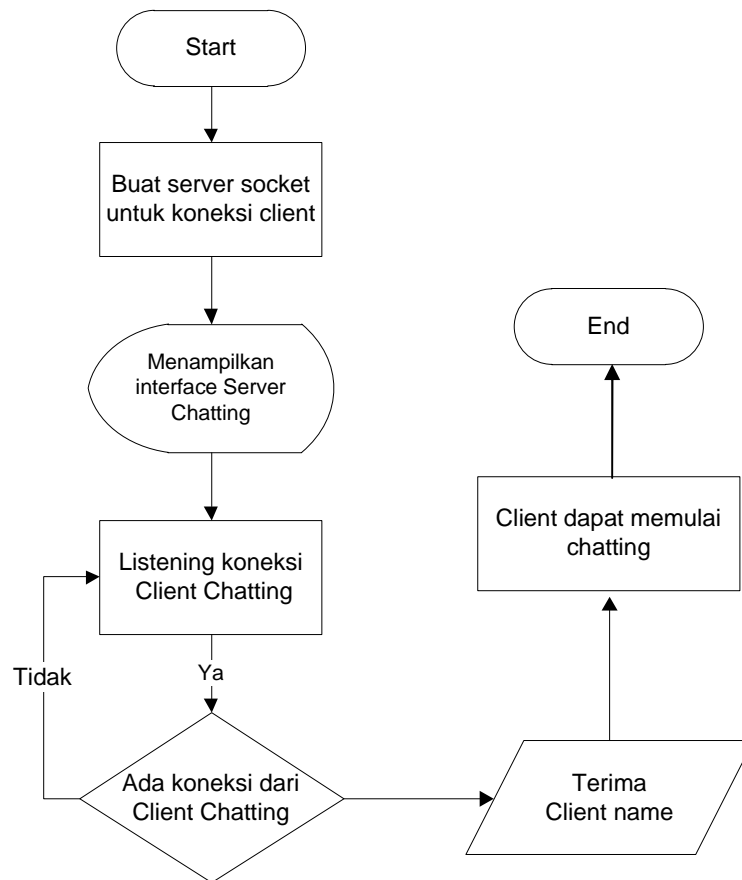 Start
Buat server socket
untuk koneksi client
Menampilkan
interface Server
Chatting
Listening koneksi
Client Chatting
Tidak
Ya
Ada koneksi dari
Client Chatting
Terima
Client name
Client dapat memulai
chatting
End